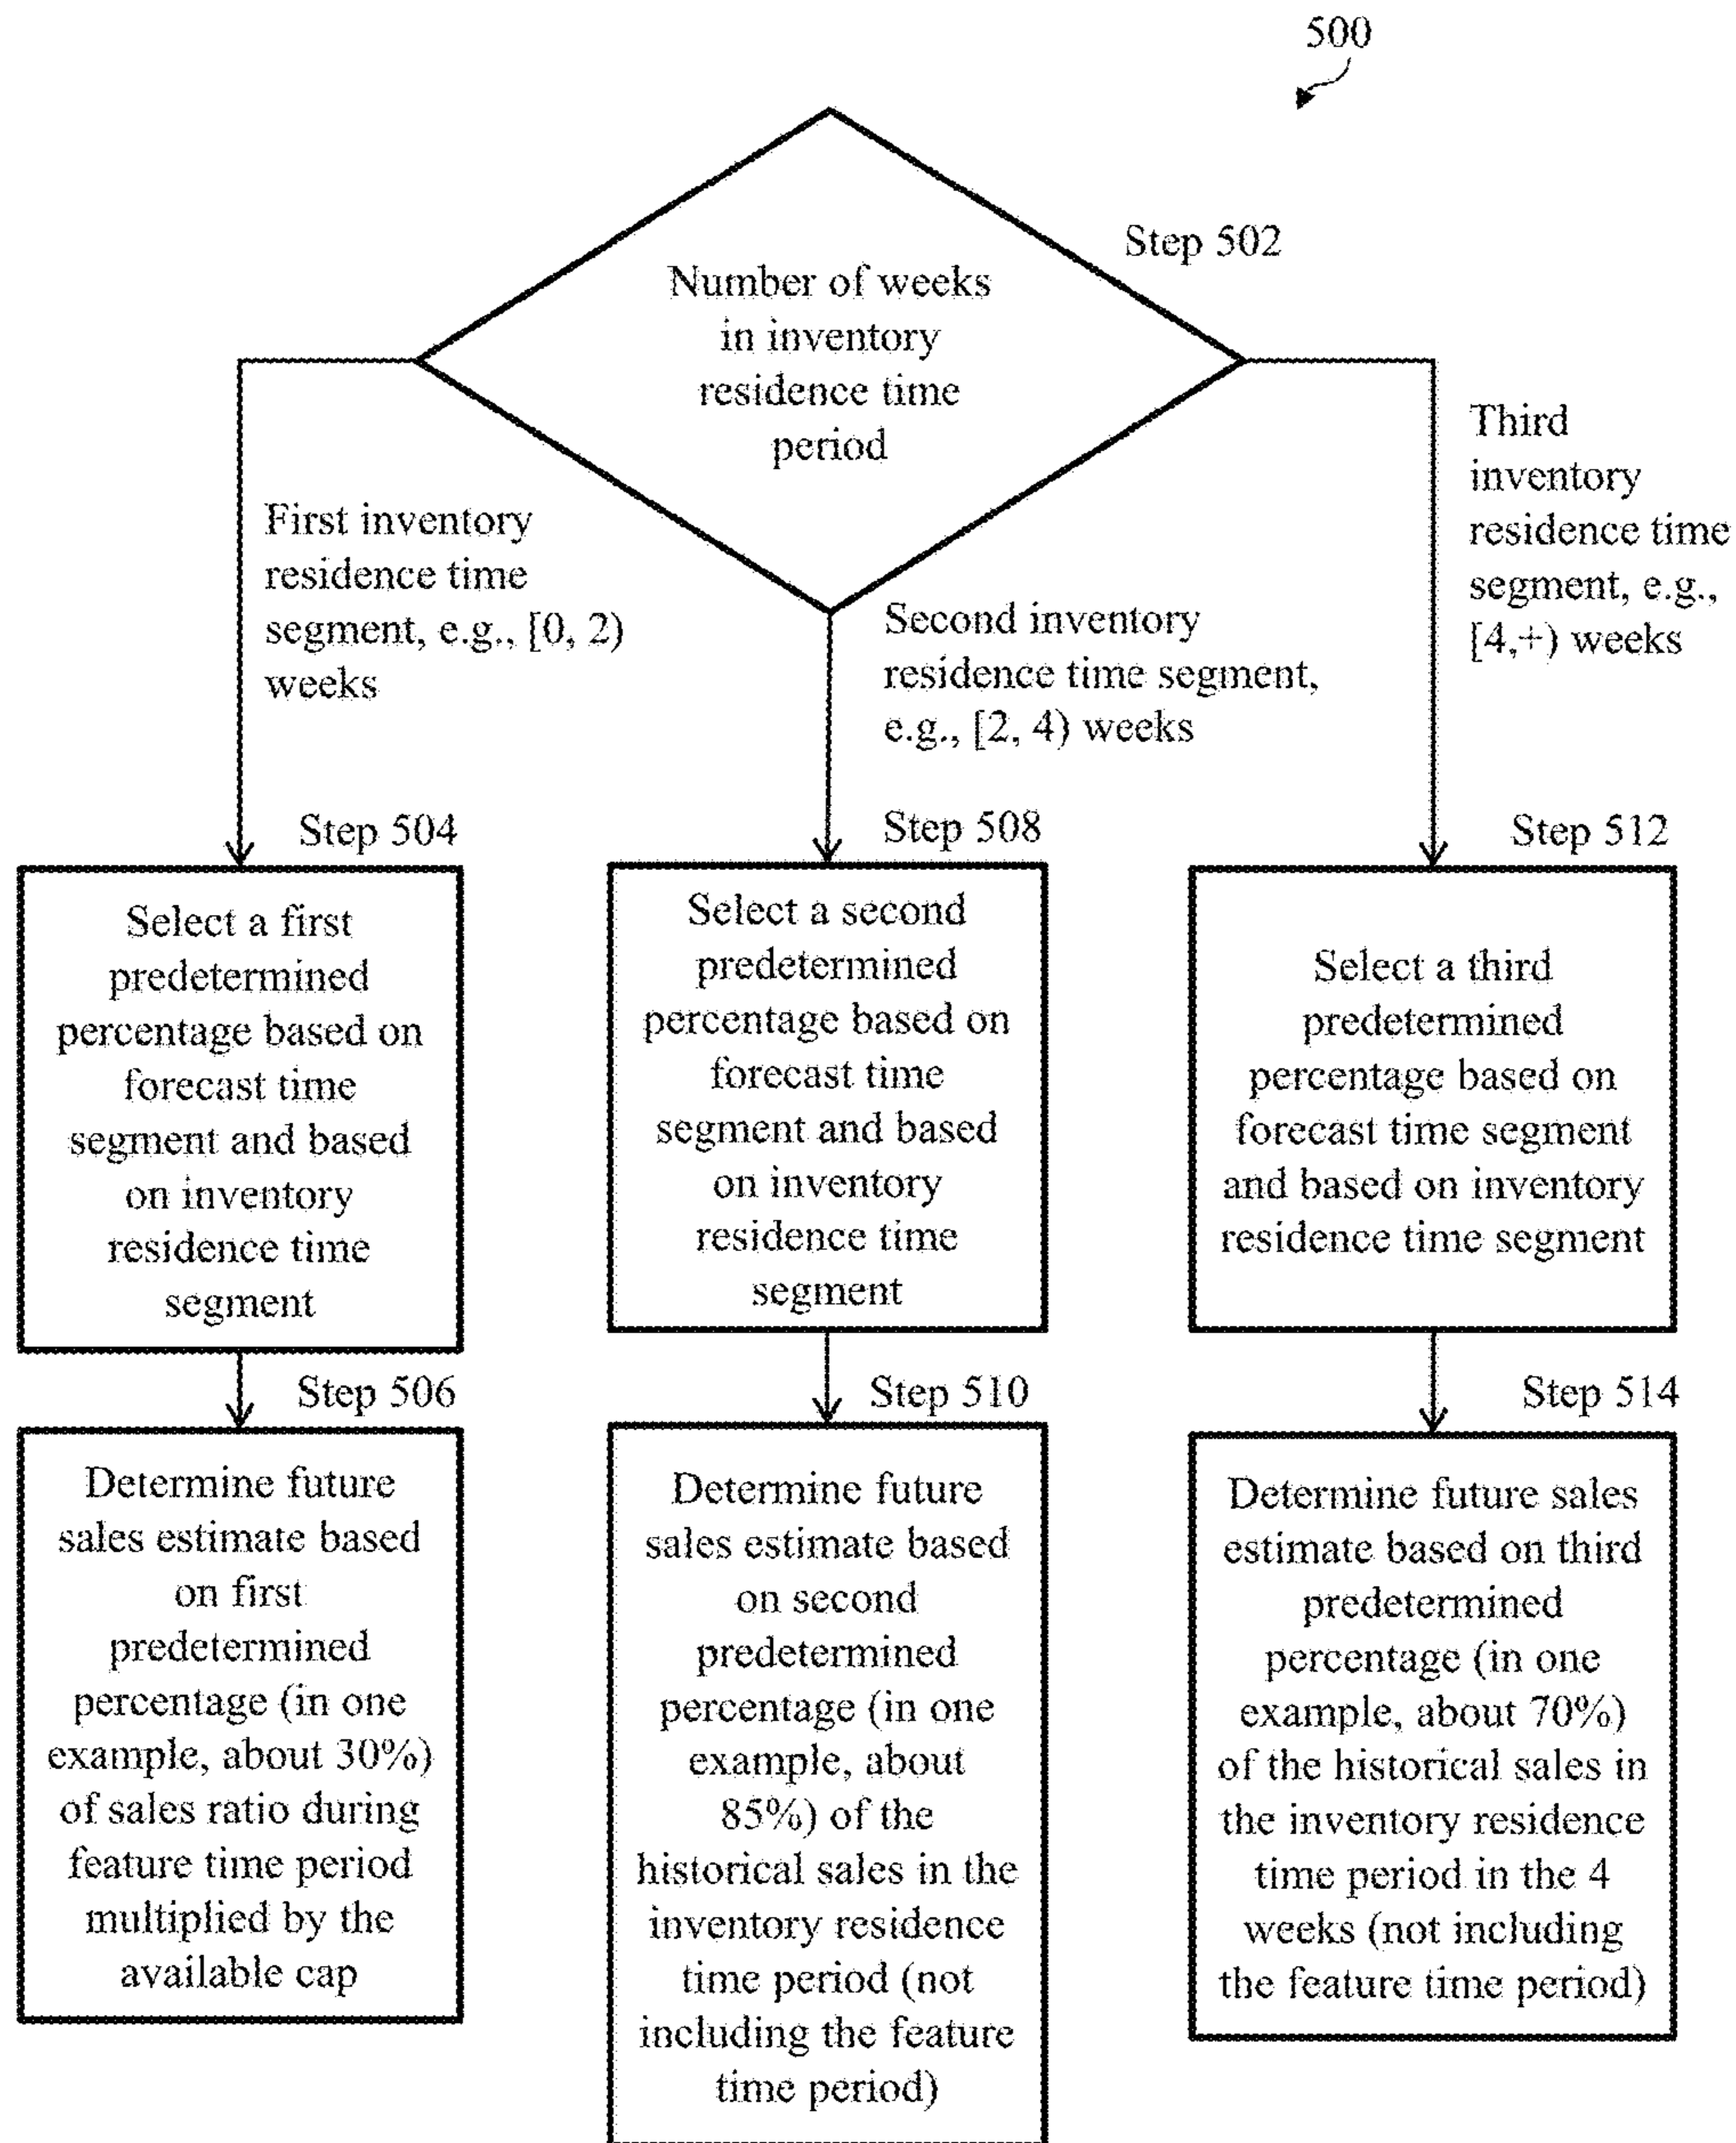 500
Step 502
Number of weeks
in inventory
residence time
period
First inventory
residence time
segment, e.g., [0, 2)
weeks
Second inventory
residence time segment,
e.g., [2, 4) weeks
Third
inventory
residence time
segment, e.g.,
[4,+) weeks
Step 504
Select a first
predetermined
percentage based on
forecast time
segment and based
on inventory
residence time
segment
Step 506
Determine future
sales estimate based
on first
predetermined
percentage (in one
example, about 30%)
of sales ratio during
feature time period
multiplied by the
available cap
Step 508
Select a second
predetermined
percentage based on
forecast time
segment and based
on inventory
residence time
segment
Step 510
Determine future
sales estimate based
on second
predetermined
percentage (in one
example, about
85%) of the
historical sales in the
inventory residence
time period (not
including the feature
time period)
Step 512
Select a third
predetermined
percentage based on
forecast time segment
and based on inventory
residence time segment
Step 514
Determine future sales
estimate based on third
predetermined
percentage (in one
example, about 70%)
of the historical sales in
the inventory residence
time period in the 4
weeks (not including
the feature time period)